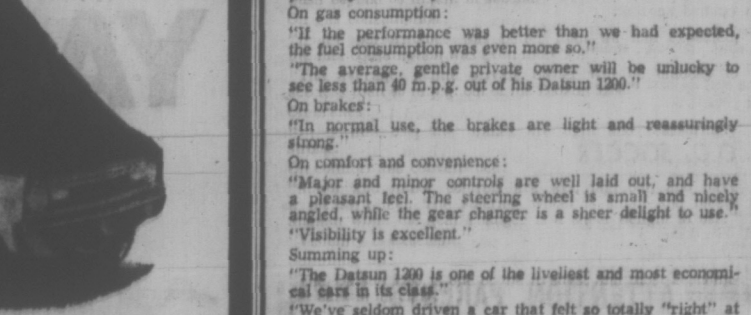 On gas consumption:
"If the performance was better than we had expected,
the fuel consumption was even more so."
"The average, gentle private owner will be unlucky to
see less than 40 m.p.g. out of his Datsun 1200."
On brakes:
"In normal use, the brakes are light and reassuringly
strong."
On comfort and convenience:
"Major and minor controls are well laid out, and have
a pleasant feel. The steering wheel is small and nicely
angled, while the gear changer is a sheer delight to use."
"Visibility is excellent."
Summing up:
"The Datsun 1200 is one of the liveliest and most economi-
cal cars in its class."
"We've seldom driven a car that felt so totally "right" at